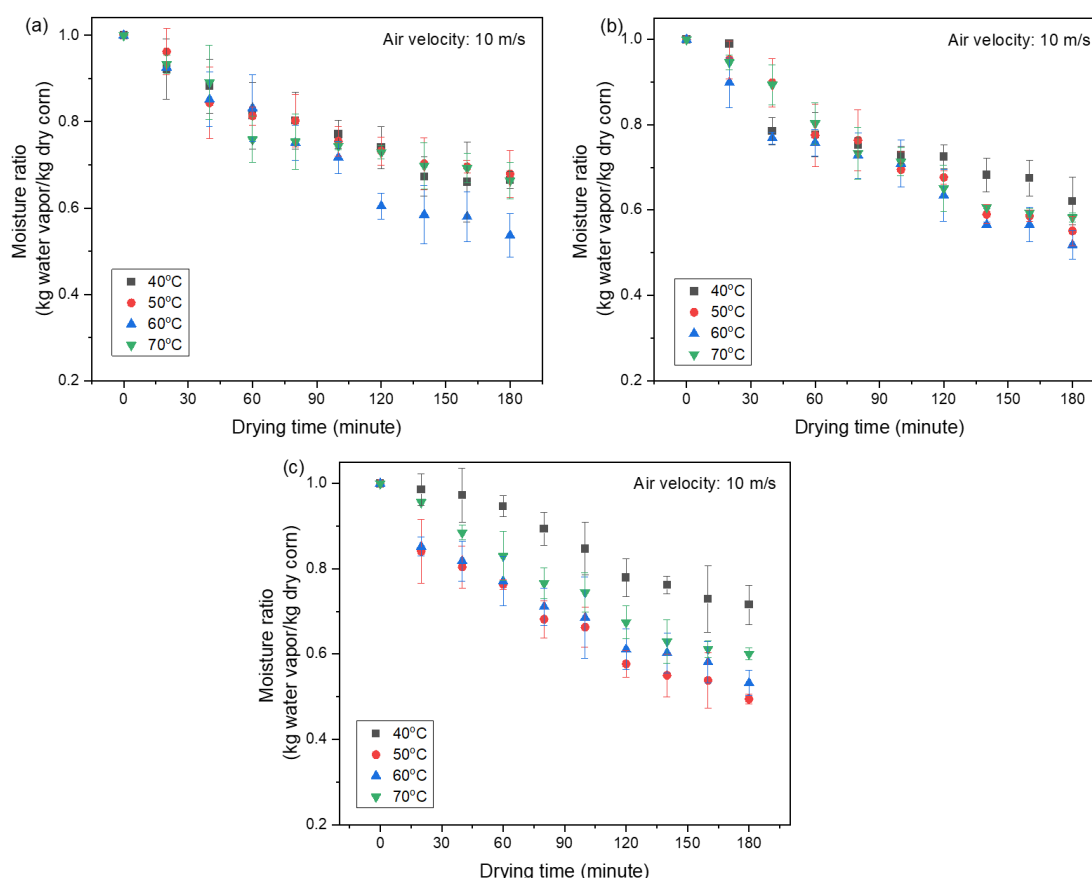 (a)
Air velocity: 10 m/s
Moisture ratio
(kg water vapor/kg dry corn)
1.0
0.8
0.6
0.4
0.2
40°C
50°C
60°C
70°C
0 30 60 90 120 150 180
Drying time (minute)
(b)
Air velocity: 10 m/s
Moisture ratio
(kg water vapor/kg dry corn)
1.0
0.8
0.6
0.4
0.2
40°C
50°C
60°C
70°C
0 30 60 90 120 150 180
Drying time (minute)
(c)
Air velocity: 10 m/s
Moisture ratio
(kg water vapor/kg dry corn)
1.0
0.8
0.6
0.4
0.2
40°C
50°C
60°C
70°C
0 30 60 90 120 150 180
Drying time (minute)